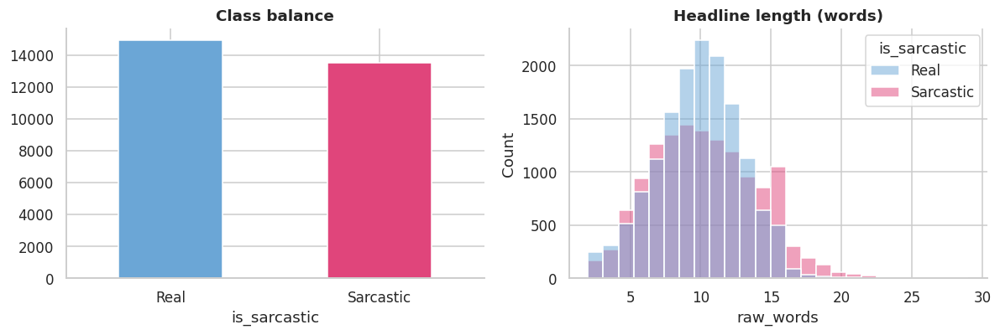 Class balance
14000
12000
10000
8000
6000
4000
2000
0
Real
Sarcastic
is_sarcastic
Headline length (words)
is_sarcastic
Real
Sarcastic
Count
2000
1500
1000
500
0
5
10
15
20
25
30
raw_words